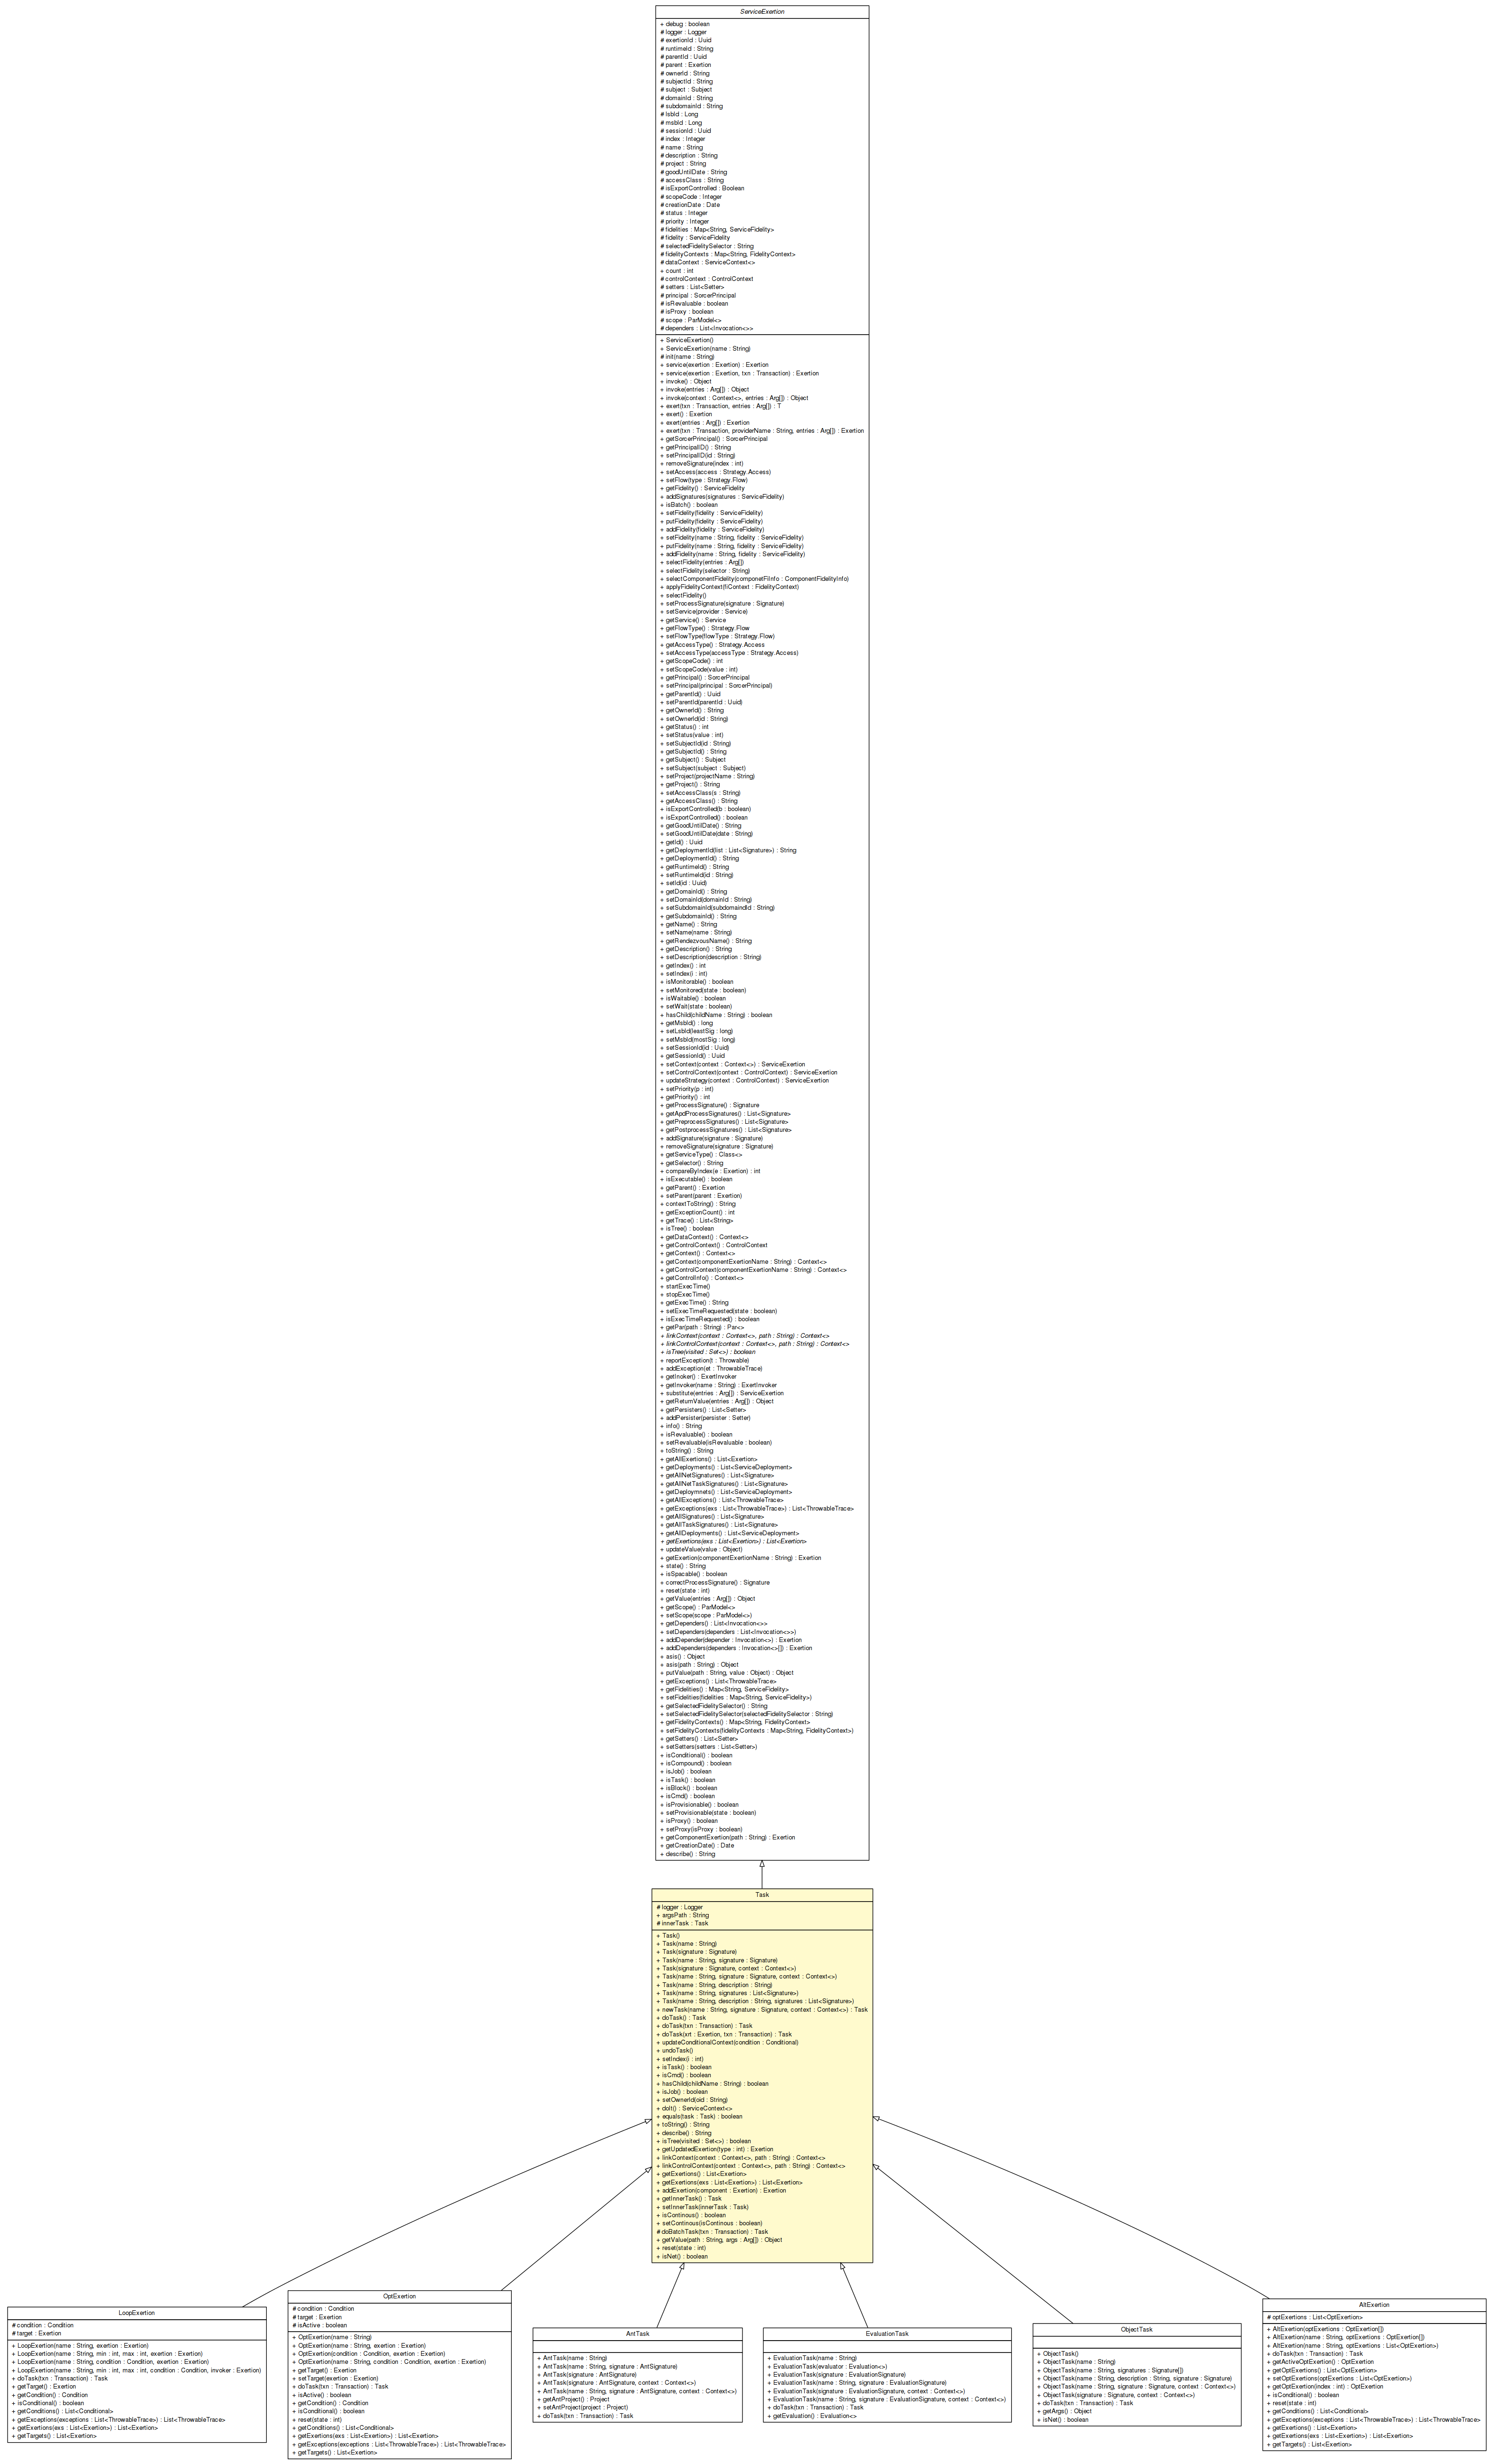 ServiceExertion
+ debug : boolean
# logger : Logger
# exertionId : Uuid
# runtimeId : String
# parentId : Uuid
# parent : Exertion
# ownerId : String
# subjectId : String
# subject : Subject
# domainId : String
# subdomainId : String
# lsbId : Long
# msbId : Long
# sessionId : Uuid
# index : Integer
# name : String
# description : String
# project : String
# goodUntilDate : String
# accessClass : String
# isExportControlled : Boolean
# scopeCode : Integer
# creationDate : Date
# status : Integer
# priority : Integer
# fidelities : Map<String, ServiceFidelity>
# fidelity : ServiceFidelity
# selectedFidelitySelector : String
# fidelityContexts : Map<String, FidelityContext>
# dataContext : ServiceContext<>
+ count : int
# controlContext : ControlContext
# setters : List<Setter>
# principal : SorcerPrincipal
# isRevaluable : boolean
# isProxy : boolean
# scope : ParModel<>
# dependers : List<Invocation<>>
+ ServiceExertion()
+ ServiceExertion(name : String)
# init(name : String)
+ service(exertion : Exertion) : Exertion
+ service(exertion : Exertion, txn : Transaction) : Exertion
+ invoke() : Object
+ invoke(entries : Arg[]) : Object
+ invoke(context : Context<>, entries : Arg[]) : Object
+ exert(txn : Transaction, entries : Arg[]) : T
+ exert() : Exertion
+ exert(entries : Arg[]) : Exertion
+ exert(txn : Transaction, providerName : String, entries : Arg[]) : Exertion
+ getSorcerPrincipal() : SorcerPrincipal
+ getPrincipalID() : String
+ setPrincipalID(id : String)
+ removeSignature(index : int)
+ setAccess(access : Strategy.Access)
+ setFlow(type : Strategy.Flow)
+ getFidelity() : ServiceFidelity
+ addSignatures(signatures : ServiceFidelity)
+ isBatch() : boolean
+ setFidelity(fidelity : ServiceFidelity)
+ putFidelity(fidelity : ServiceFidelity)
+ addFidelity(fidelity : ServiceFidelity)
+ setFidelity(name : String, fidelity : ServiceFidelity)
+ putFidelity(name : String, fidelity : ServiceFidelity)
+ addFidelity(name : String, fidelity : ServiceFidelity)
+ selectFidelity(entries : Arg[])
+ selectFidelity(selector : String)
+ selectComponentFidelity(componetFiInfo : ComponentFidelityInfo)
+ applyFidelityContext(fiContext : FidelityContext)
+ selectFidelity()
+ setProcessSignature(signature : Signature)
+ setService(provider : Service)
+ getService() : Service
+ getFlowType() : Strategy.Flow
+ setFlowType(flowType : Strategy.Flow)
+ getAccessType() : Strategy.Access
+ setAccessType(accessType : Strategy.Access)
+ getScopeCode() : int
+ setScopeCode(value : int)
+ getPrincipal() : SorcerPrincipal
+ setPrincipal(principal : SorcerPrincipal)
+ getParentId() : Uuid
+ setParentId(parentId : Uuid)
+ getOwnerId() : String
+ setOwnerId(id : String)
+ getStatus() : int
+ setStatus(value : int)
+ setSubjectId(id : String)
+ getSubjectId() : String
+ getSubject() : Subject
+ setSubject(subject : Subject)
+ setProject(projectName : String)
+ getProject() : String
+ setAccessClass(s : String)
+ getAccessClass() : String
+ isExportControlled(b : boolean)
+ isExportControlled() : boolean
+ getGoodUntilDate() : String
+ setGoodUntilDate(date : String)
+ getId() : Uuid
+ getDeploymentId(list : List<Signature>) : String
+ getDeploymentId() : String
+ getRuntimeId() : String
+ setRuntimeId(id : String)
+ setId(id : Uuid)
+ getDomainId() : String
+ setDomainId(domainId : String)
+ setSubdomainId(subdomaindId : String)
+ getSubdomainId() : String
+ getName() : String
+ setName(name : String)
+ getRendezvousName() : String
+ getDescription() : String
+ setDescription(description : String)
+ getIndex() : int
+ setIndex(i : int)
+ isMonitorable() : boolean
+ setMonitored(state : boolean)
+ isWaitable() : boolean
+ setWait(state : boolean)
+ hasChild(childName : String) : boolean
+ getMsbId() : long
+ setLsbId(leastSig : long)
+ setMsbId(mostSig : long)
+ setSessionId(id : Uuid)
+ getSessionId() : Uuid
+ setContext(context : Context<>) : ServiceExertion
+ setControlContext(context : ControlContext) : ServiceExertion
+ updateStrategy(context : ControlContext) : ServiceExertion
+ setPriority(p : int)
+ getPriority() : int
+ getProcessSignature() : Signature
+ getApdProcessSignatures() : List<Signature>
+ getPreprocessSignatures() : List<Signature>
+ getPostprocessSignatures() : List<Signature>
+ addSignature(signature : Signature)
+ removeSignature(signature : Signature)
+ getServiceType() : Class<>
+ getSelector() : String
+ compareByIndex(e : Exertion) : int
+ isExecutable() : boolean
+ getParent() : Exertion
+ setParent(parent : Exertion)
+ contextToString() : String
+ getExceptionCount() : int
+ getTrace() : List<String>
+ isTree() : boolean
+ getDataContext() : Context<>
+ getControlContext() : ControlContext
+ getContext() : Context<>
+ getContext(componentExertionName : String) : Context<>
+ getControlContext(componentExertionName : String) : Context<>
+ getControlInfo() : Context<>
+ startExecTime()
+ stopExecTime()
+ getExecTime() : String
+ setExecTimeRequested(state : boolean)
+ isExecTimeRequested() : boolean
+ getPar(path : String) : Par<>
+ linkContext(context : Context<>, path : String) : Context<>
+ linkControlContext(context : Context<>, path : String) : Context<>
+ isTree(visited : Set<>) : boolean
+ reportException(t : Throwable)
+ addException(et : ThrowableTrace)
+ getInoker() : ExertInvoker
+ getInvoker(name : String) : ExertInvoker
+ substitute(entries : Arg[]) : ServiceExertion
+ getReturnValue(entries : Arg[]) : Object
+ getPersisters() : List<Setter>
+ addPersister(persister : Setter)
+ info() : String
+ isRevaluable() : boolean
+ setRevaluable(isRevaluable : boolean)
+ toString() : String
+ getAllExertions() : List<Exertion>
+ getDeployments() : List<ServiceDeployment>
+ getAllNetSignatures() : List<Signature>
+ getAllNetTaskSignatures() : List<Signature>
+ getDeploymnets() : List<ServiceDeployment>
+ getAllExceptions() : List<ThrowableTrace>
+ getExceptions(exs : List<ThrowableTrace>) : List<ThrowableTrace>
+ getAllSignatures() : List<Signature>
+ getAllTaskSignatures() : List<Signature>
+ getAllDeployments() : List<ServiceDeployment>
+ getExertions(exs : List<Exertion>) : List<Exertion>
+ updateValue(value : Object)
+ getExertion(componentExertionName : String) : Exertion
+ state() : String
+ isSpacable() : boolean
+ correctProcessSignature() : Signature
+ reset(state : int)
+ getValue(entries : Arg[]) : Object
+ getScope() : ParModel<>
+ setScope(scope : ParModel<>)
+ getDependers() : List<Invocation<>>
+ setDependers(dependers : List<Invocation<>>)
+ addDepender(depender : Invocation<>) : Exertion
+ addDependers(dependers : Invocation<>[]) : Exertion
+ asis() : Object
+ asis(path : String) : Object
+ putValue(path : String, value : Object) : Object
+ getExceptions() : List<ThrowableTrace>
+ getFidelities() : Map<String, ServiceFidelity>
+ setFidelities(fidelities : Map<String, ServiceFidelity>)
+ getSelectedFidelitySelector() : String
+ setSelectedFidelitySelector(selectedFidelitySelector : String)
+ getFidelityContexts() : Map<String, FidelityContext>
+ setFidelityContexts(fidelityContexts : Map<String, FidelityContext>)
+ getSetters() : List<Setter>
+ setSetters(setters : List<Setter>)
+ isConditional() : boolean
+ isCompound() : boolean
+ isJob() : boolean
+ isTask() : boolean
+ isBlock() : boolean
+ isCmd() : boolean
+ isProvisionable() : boolean
+ setProvisionable(state : boolean)
+ isProxy() : boolean
+ setProxy(isProxy : boolean)
+ getComponentExertion(path : String) : Exertion
+ getCreationDate() : Date
+ describe() : String
Task
# logger : Logger
+ argsPath : String
# innerTask : Task
+ Task()
+ Task(name : String)
+ Task(signature : Signature)
+ Task(name : String, signature : Signature)
+ Task(signature : Signature, context : Context<>)
+ Task(name : String, signature : Signature, context : Context<>)
+ Task(name : String, description : String)
+ Task(name : String, signatures : List<Signature>)
+ Task(name : String, description : String, signatures : List<Signature>)
+ newTask(name : String, signature : Signature, context : Context<>) : Task
+ doTask() : Task
+ doTask(txn : Transaction) : Task
+ doTask(xrt : Exertion, txn : Transaction) : Task
+ updateConditionalContext(condition : Conditional)
+ undoTask()
+ setIndex(i : int)
+ isTask() : boolean
+ isCmd() : boolean
+ hasChild(childName : String) : boolean
+ isJob() : boolean
+ setOwnerId(oid : String)
+ doIt() : ServiceContext<>
+ equals(task : Task) : boolean
+ toString() : String
+ describe() : String
+ isTree(visited : Set<>) : boolean
+ getUpdatedExertion(type : int) : Exertion
+ linkContext(context : Context<>, path : String) : Context<>
+ linkControlContext(context : Context<>, path : String) : Context<>
+ getExertions() : List<Exertion>
+ getExertions(exs : List<Exertion>) : List<Exertion>
+ addExertion(component : Exertion) : Exertion
+ getInnerTask() : Task
+ setInnerTask(innerTask : Task)
+ isContinous() : boolean
+ setContinous(isContinous : boolean)
# doBatchTask(txn : Transaction) : Task
+ getValue(path : String, args : Arg[]) : Object
+ reset(state : int)
+ isNet() : boolean
LoopExertion
# condition : Condition
# target : Exertion
+ LoopExertion(name : String, exertion : Exertion)
+ LoopExertion(name : String, min : int, max : int, exertion : Exertion)
+ LoopExertion(name : String, condition : Condition, exertion : Exertion)
+ LoopExertion(name : String, min : int, max : int, condition : Condition, invoker : Exertion)
+ doTask(txn : Transaction) : Task
+ getTarget() : Exertion
+ getCondition() : Condition
+ isConditional() : boolean
+ getConditions() : List<Conditional>
+ getExceptions(exceptions : List<ThrowableTrace>) : List<ThrowableTrace>
+ getExertions(exs : List<Exertion>) : List<Exertion>
+ getTargets() : List<Exertion>
OptExertion
# condition : Condition
# target : Exertion
# isActive : boolean
+ OptExertion(name : String)
+ OptExertion(name : String, exertion : Exertion)
+ OptExertion(condition : Condition, exertion : Exertion)
+ OptExertion(name : String, condition : Condition, exertion : Exertion)
+ getTarget() : Exertion
+ setTarget(exertion : Exertion)
+ doTask(txn : Transaction) : Task
+ isActive() : boolean
+ getCondition() : Condition
+ isConditional() : boolean
+ reset(state : int)
+ getConditions() : List<Conditional>
+ getExertions(exs : List<Exertion>) : List<Exertion>
+ getExceptions(exceptions : List<ThrowableTrace>) : List<ThrowableTrace>
+ getTargets() : List<Exertion>
AntTask
+ AntTask(name : String)
+ AntTask(name : String, signature : AntSignature)
+ AntTask(signature : AntSignature)
+ AntTask(signature : AntSignature, context : Context<>)
+ AntTask(name : String, signature : AntSignature, context : Context<>)
+ getAntProject() : Project
+ setAntProject(project : Project)
+ doTask(txn : Transaction) : Task
EvaluationTask
+ EvaluationTask(name : String)
+ EvaluationTask(evaluator : Evaluation<>)
+ EvaluationTask(signature : EvaluationSignature)
+ EvaluationTask(name : String, signature : EvaluationSignature)
+ EvaluationTask(signature : EvaluationSignature, context : Context<>)
+ EvaluationTask(name : String, signature : EvaluationSignature, context : Context<>)
+ doTask(txn : Transaction) : Task
+ getEvaluation() : Evaluation<>
ObjectTask
+ ObjectTask()
+ ObjectTask(name : String)
+ ObjectTask(name : String, signatures : Signature[])
+ ObjectTask(name : String, description : String, signature : Signature)
+ ObjectTask(name : String, signature : Signature, context : Context<>)
+ ObjectTask(signature : Signature, context : Context<>)
+ doTask(txn : Transaction) : Task
+ getArgs() : Object
+ isNet() : boolean
AltExertion
# optExertions : List<OptExertion>
+ AltExertion(optExertions : OptExertion[])
+ AltExertion(name : String, optExertions : OptExertion[])
+ AltExertion(name : String, optExertions : List<OptExertion>)
+ doTask(txn : Transaction) : Task
+ getActiveOptExertion() : OptExertion
+ getOptExertions() : List<OptExertion>
+ setOptExertions(optExertions : List<OptExertion>)
+ getOptExertion(index : int) : OptExertion
+ isConditional() : boolean
+ reset(state : int)
+ getConditions() : List<Conditional>
+ getExceptions(exceptions : List<ThrowableTrace>) : List<ThrowableTrace>
+ getExertions() : List<Exertion>
+ getExertions(exs : List<Exertion>) : List<Exertion>
+ getTargets() : List<Exertion>